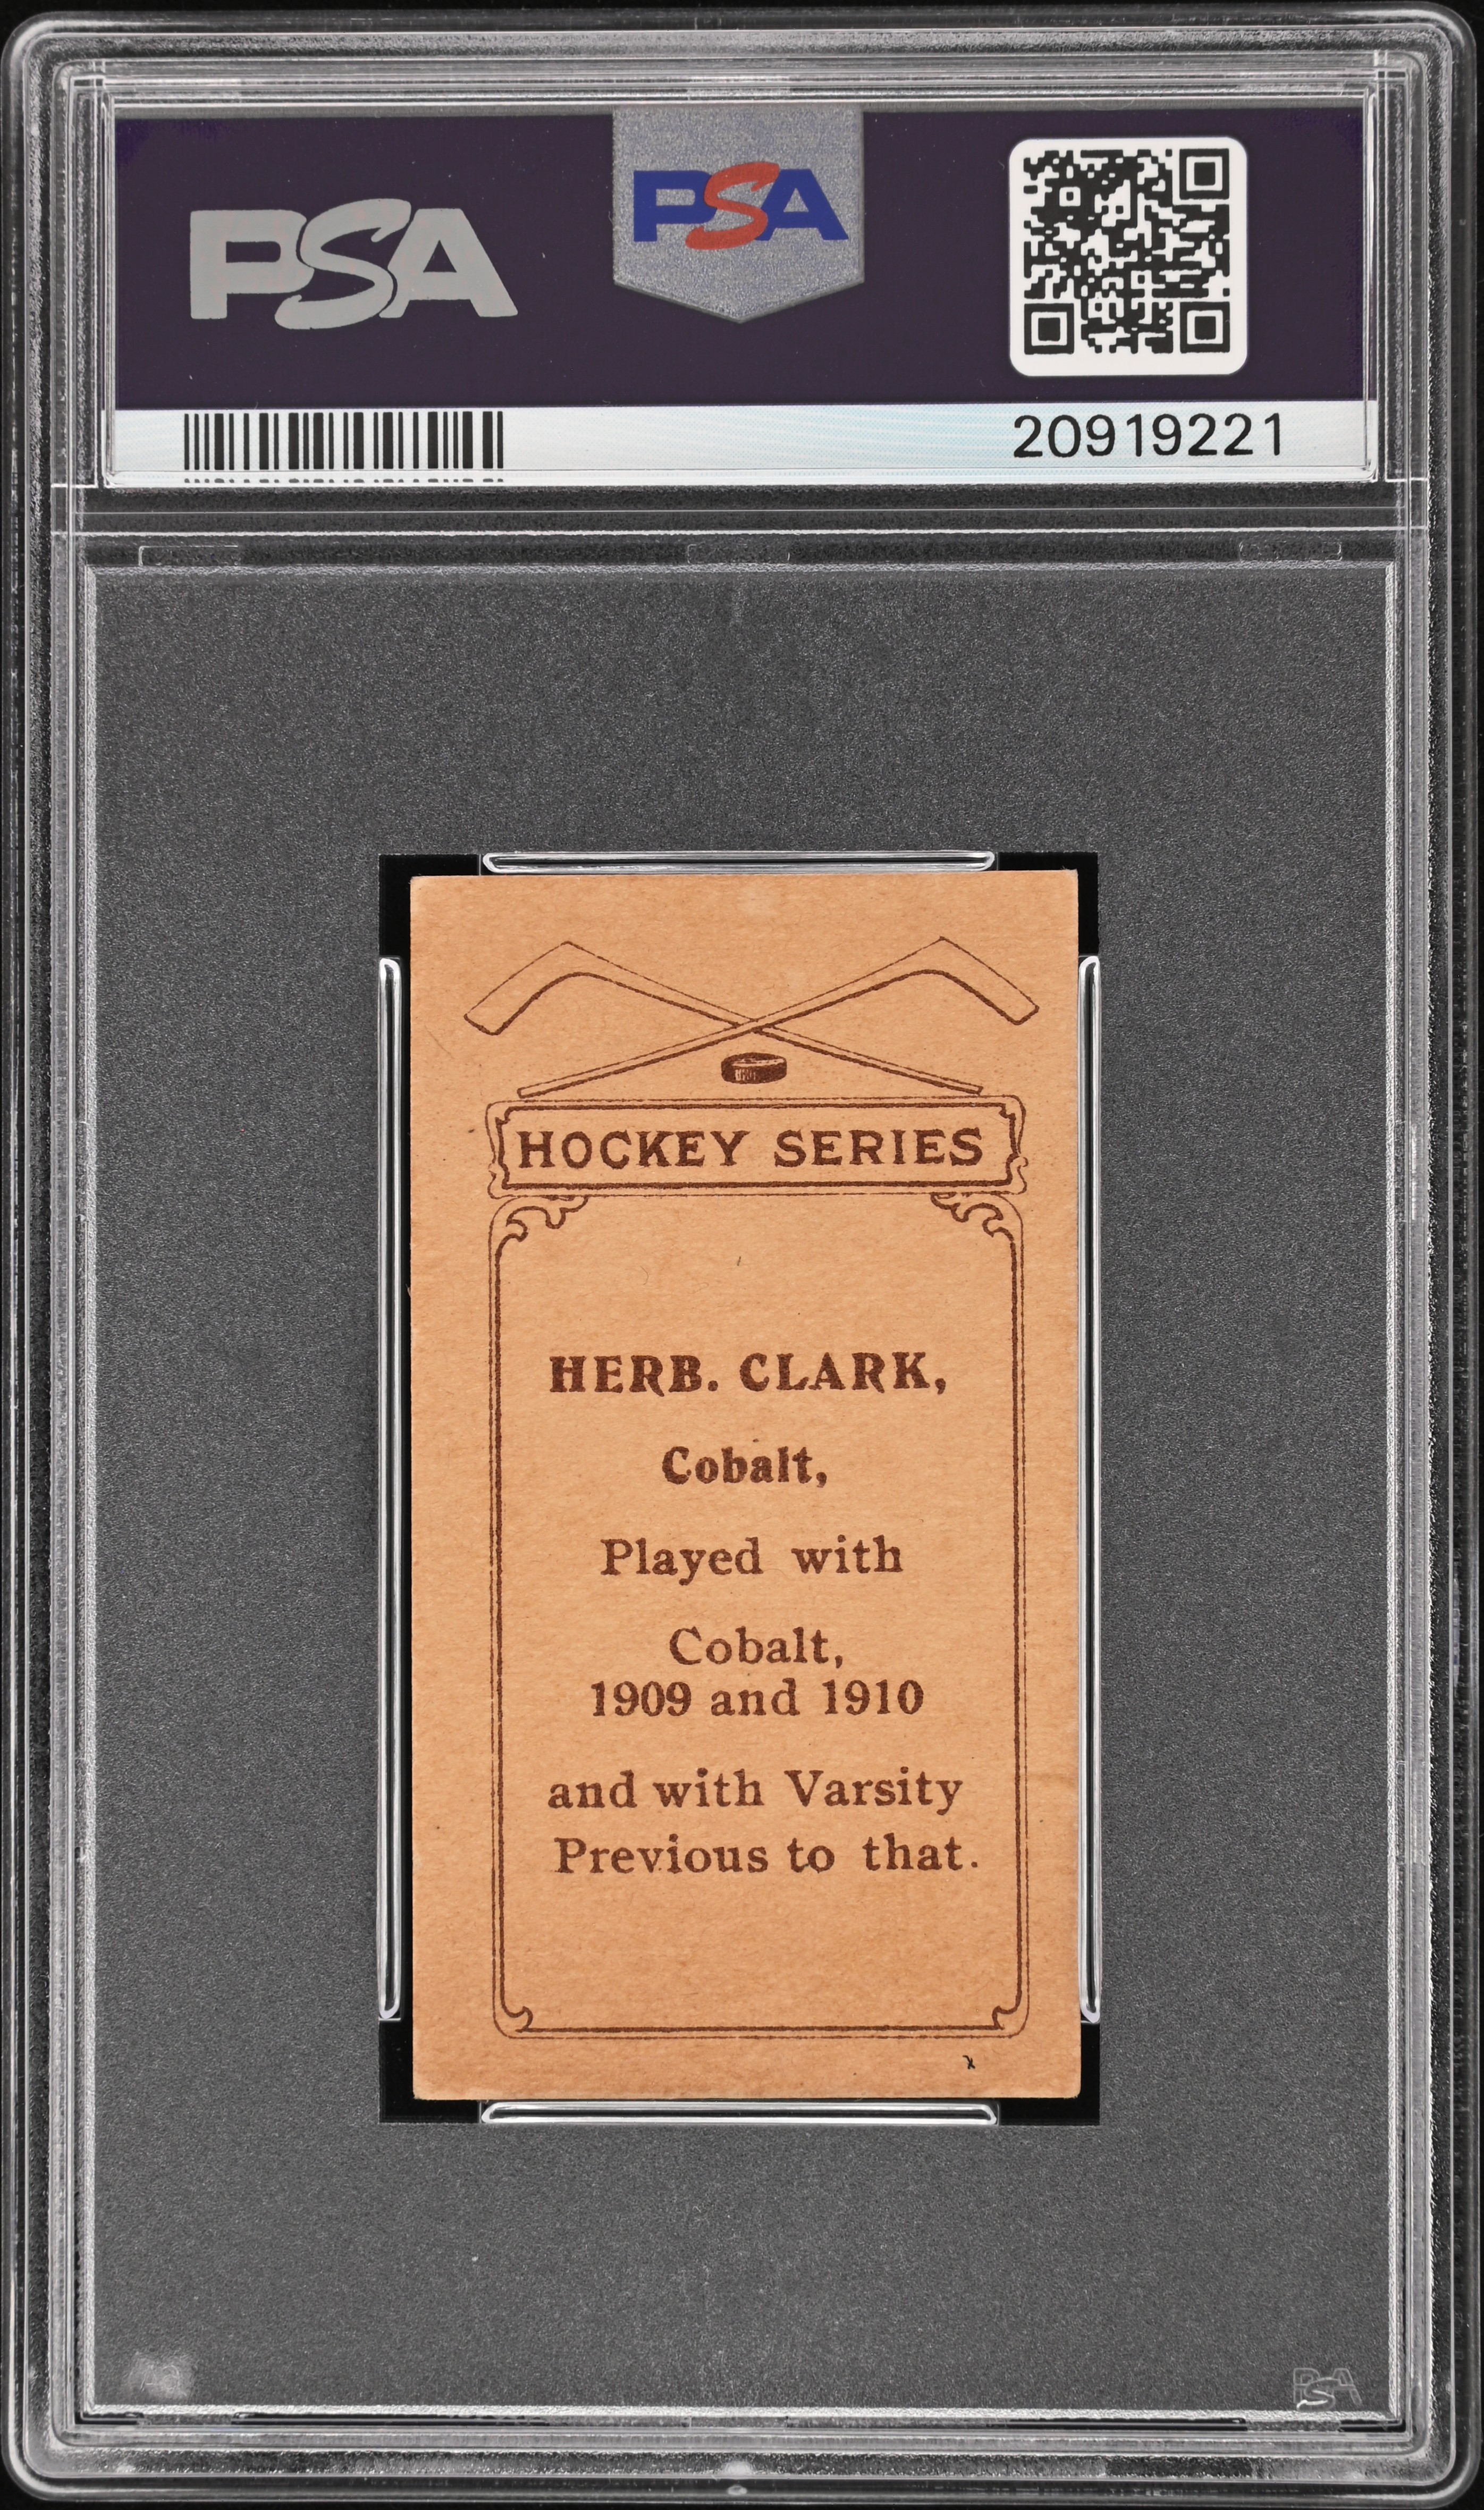 PSA
PSA
20919221
HOCKEY SERIES
HERB. CLARK,
Cobalt,
Played with
Cobalt,
1909 and 1910
and with Varsity
Previous to that.
PSA